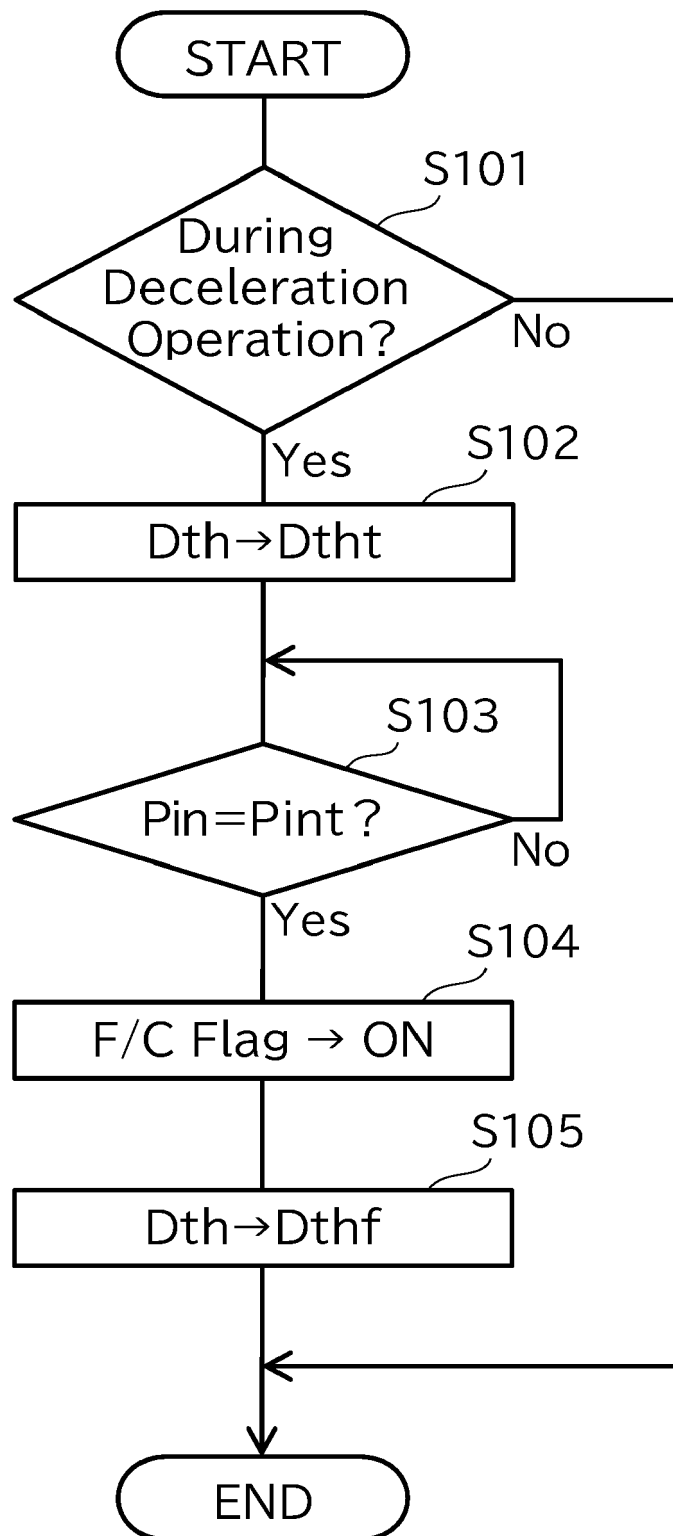 START
S101
During
Deceleration
Operation?
No
Yes
S102
Dth→Dtht
S103
Pin=Pint?
No
Yes
S104
F/C Flag → ON
S105
Dth→Dthf
END